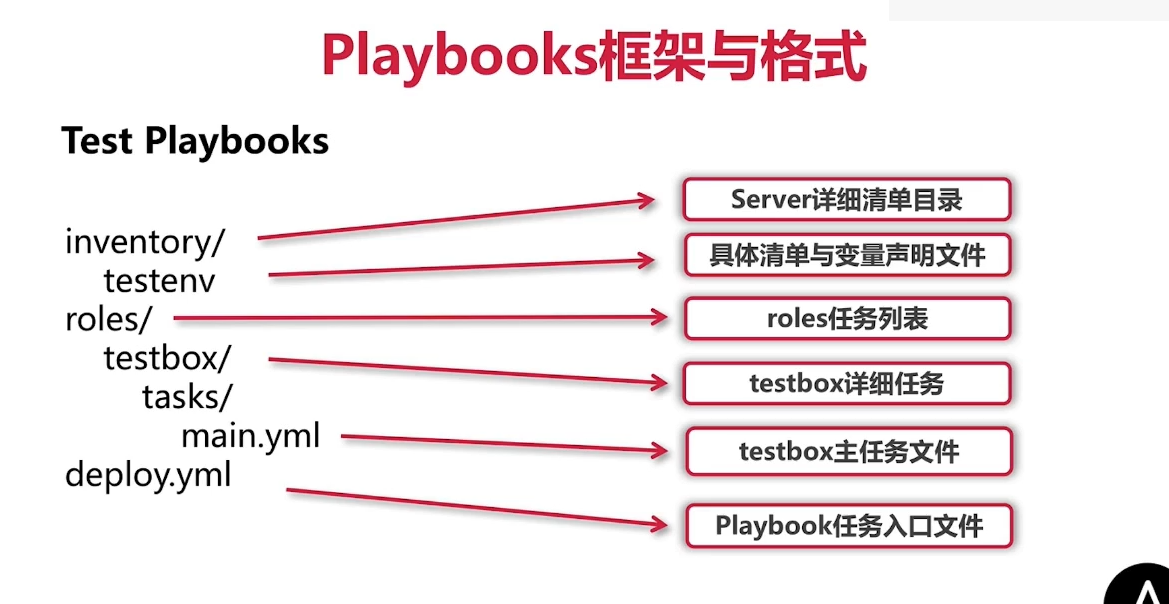 Playbooks框架与格式
Test Playbooks
inventory/
testenv
roles/
testbox/
tasks/
main.yml
deploy.yml
Server详细清单目录
具体清单与变量声明文件
roles任务列表
testbox详细任务
testbox主任务文件
Playbook任务入口文件